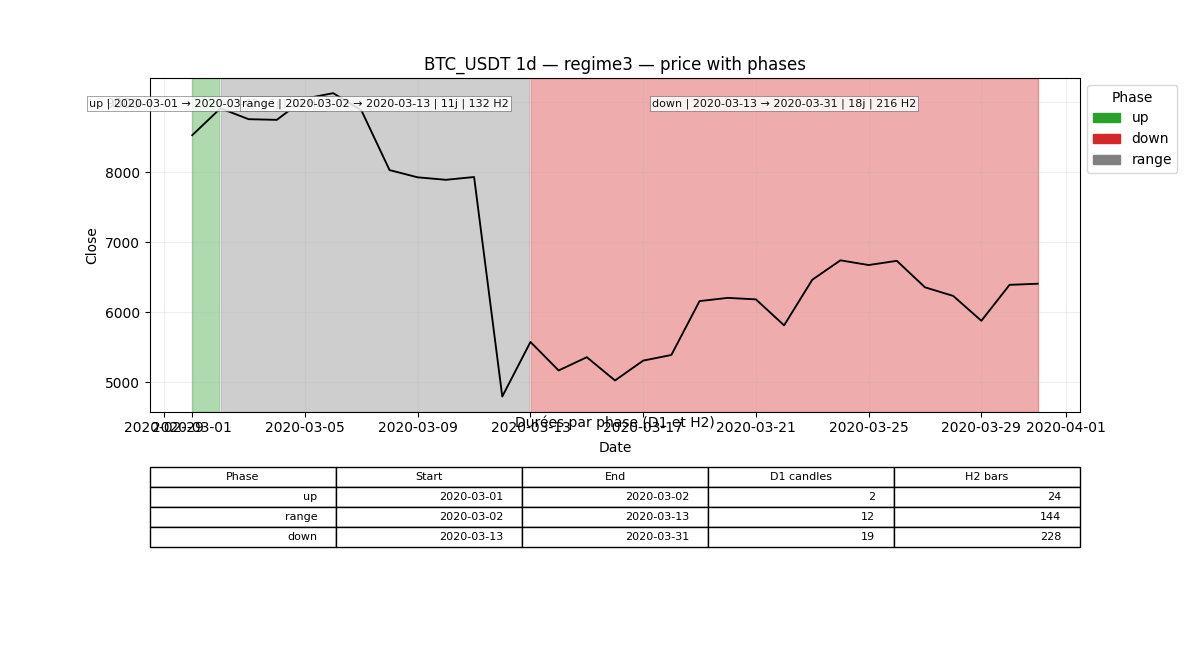 BTC_USDT 1d — regime3 — price with phases
up | 2020-03-01 → 2020-03
range | 2020-03-02 → 2020-03-13 | 11j | 132 H2
down | 2020-03-13 → 2020-03-31 | 18j | 216 H2
Phase
up
down
range
Close
8000
7000
6000
5000
2020-02-29 2020-03-01 2020-03-05 2020-03-09 2020-03-13 2020-03-17 2020-03-21 2020-03-25 2020-03-29 2020-04-01
Durées par phase (D1 et H2)
Date
Phase Start End D1 candles H2 bars
up 2020-03-01 2020-03-02 2 24
range 2020-03-02 2020-03-13 12 144
down 2020-03-13 2020-03-31 19 228